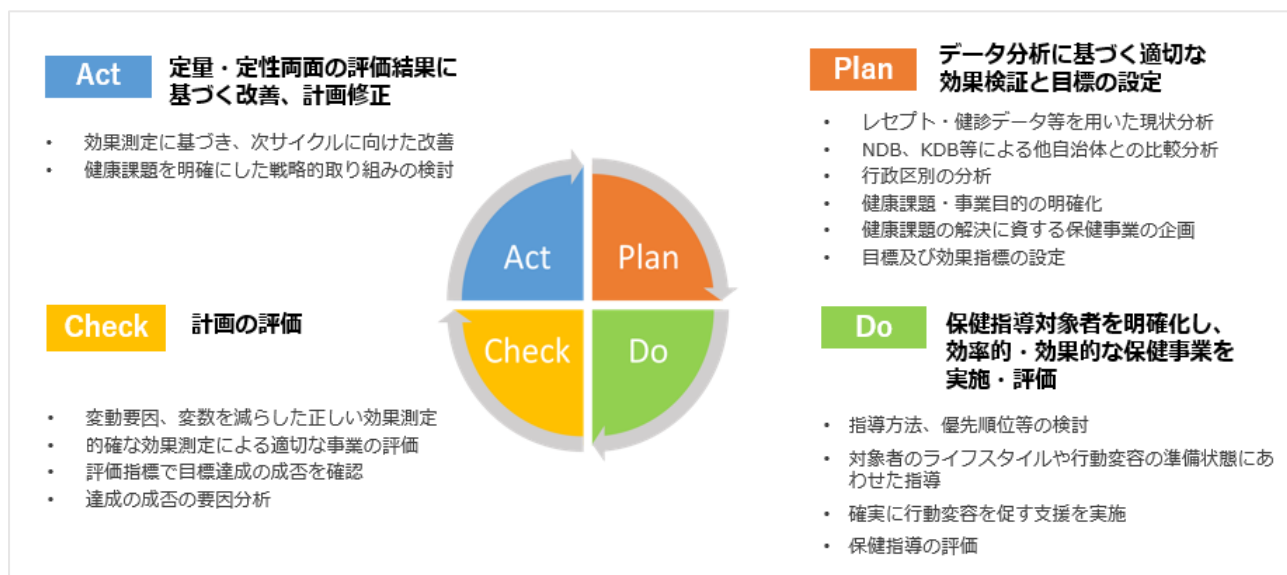 Act
定量・定性両面の評価結果に
基づく改善、計画修正
• 効果測定に基づき、次サイクルに向けた改善
• 健康課題を明確にした戦略的取り組みの検討
Plan
データ分析に基づく適切な
効果検証と目標の設定
• レセプト・健診データ等を用いた現状分析
• NDB、KDB等による他自治体との比較分析
• 行政区別の分析
• 健康課題・事業目的の明確化
• 健康課題の解決に資する保健事業の企画
• 目標及び効果指標の設定
Act
Plan
Check
Do
Check
計画の評価
• 変動要因、変数を減らした正しい効果測定
• 的確な効果測定による適切な事業の評価
• 評価指標で目標達成の成否を確認
• 達成の成否の要因分析
Do
保健指導対象者を明確化し、
効率的・効果的な保健事業を
実施・評価
• 指導方法、優先順位等の検討
• 対象者のライフスタイルや行動変容の準備状態にあ
わせた指導
• 確実に行動変容を促す支援を実施
• 保健指導の評価